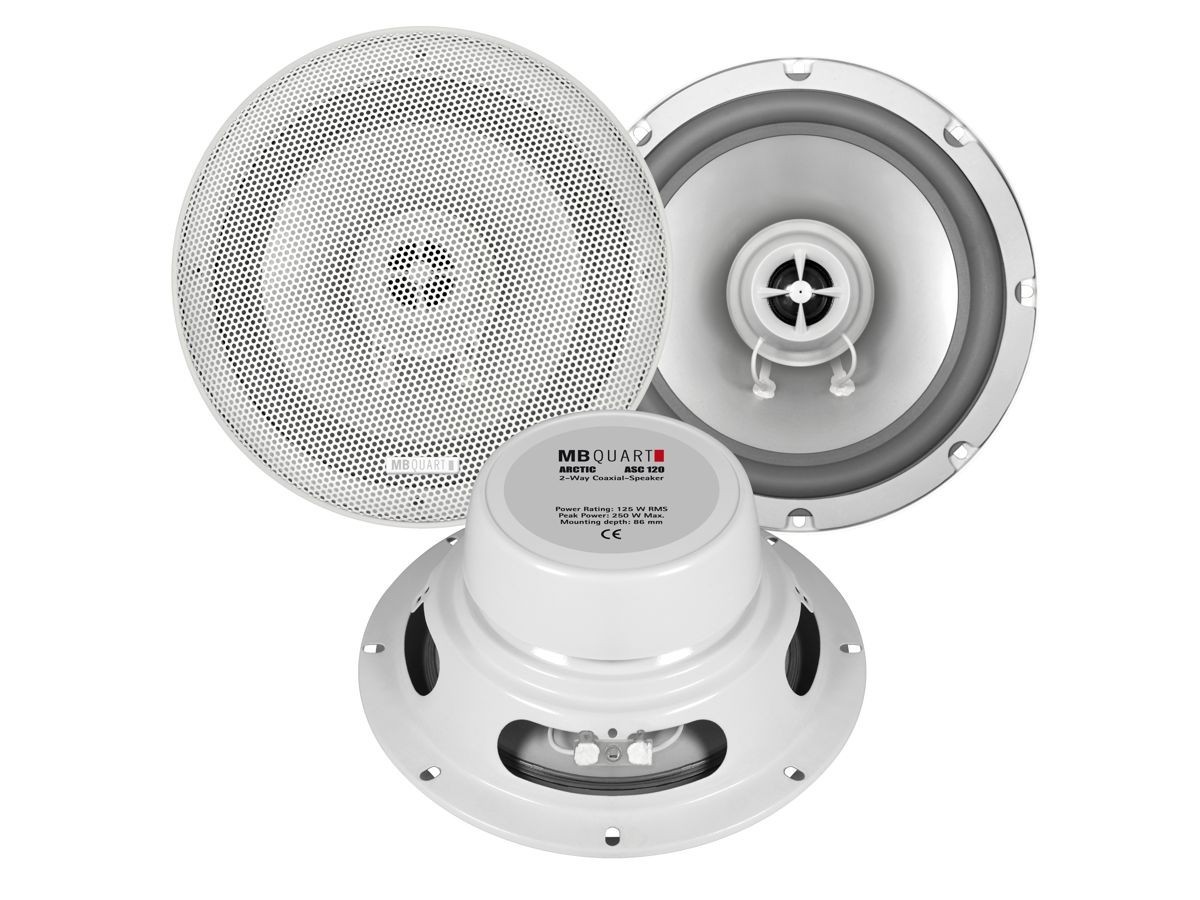 MB QUART
MB QUART
ARCTIC ASC 120
2-Way Coaxial-Speaker
Power Rating: 125 W RMS
Peak Power: 250 W Max.
Mounting depth: 86 mm
CE